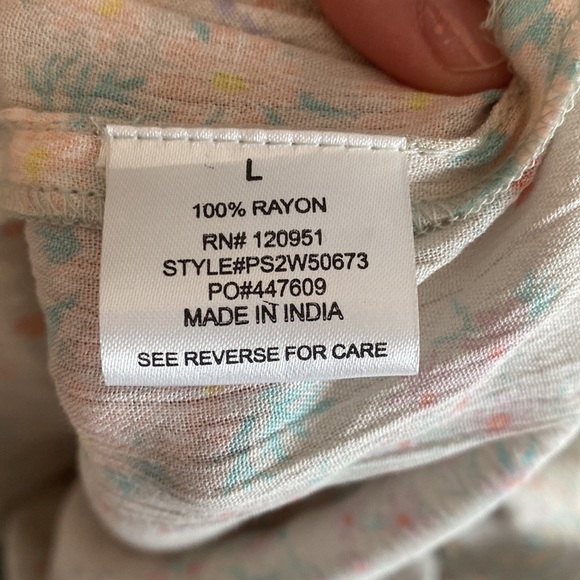 L
100% RAYON
RN# 120951
STYLE#PS2W50673
PO#447609
MADE IN INDIA
SEE REVERSE FOR CARE